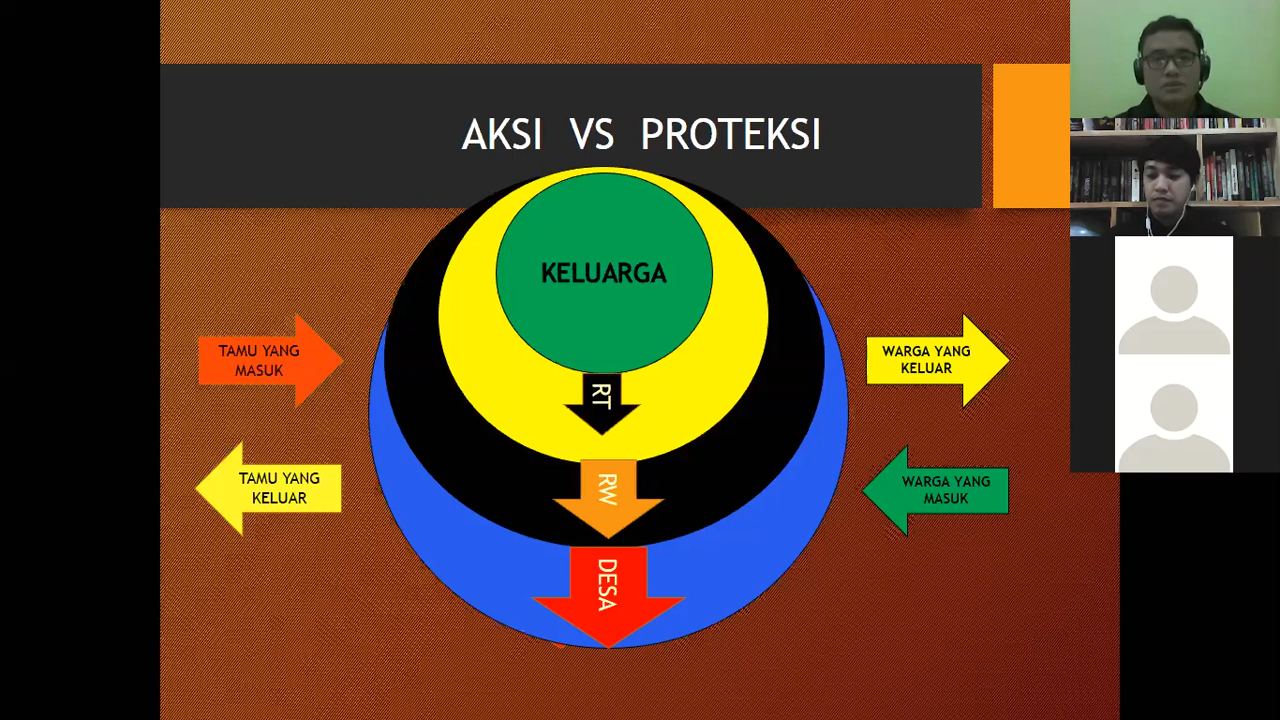 AKSI VS PROTEKSI
KELUARGA
RT
RW
DESA
TAMU YANG
MASUK
TAMU YANG
KELUAR
WARGA YANG
KELUAR
WARGA YANG
MASUK